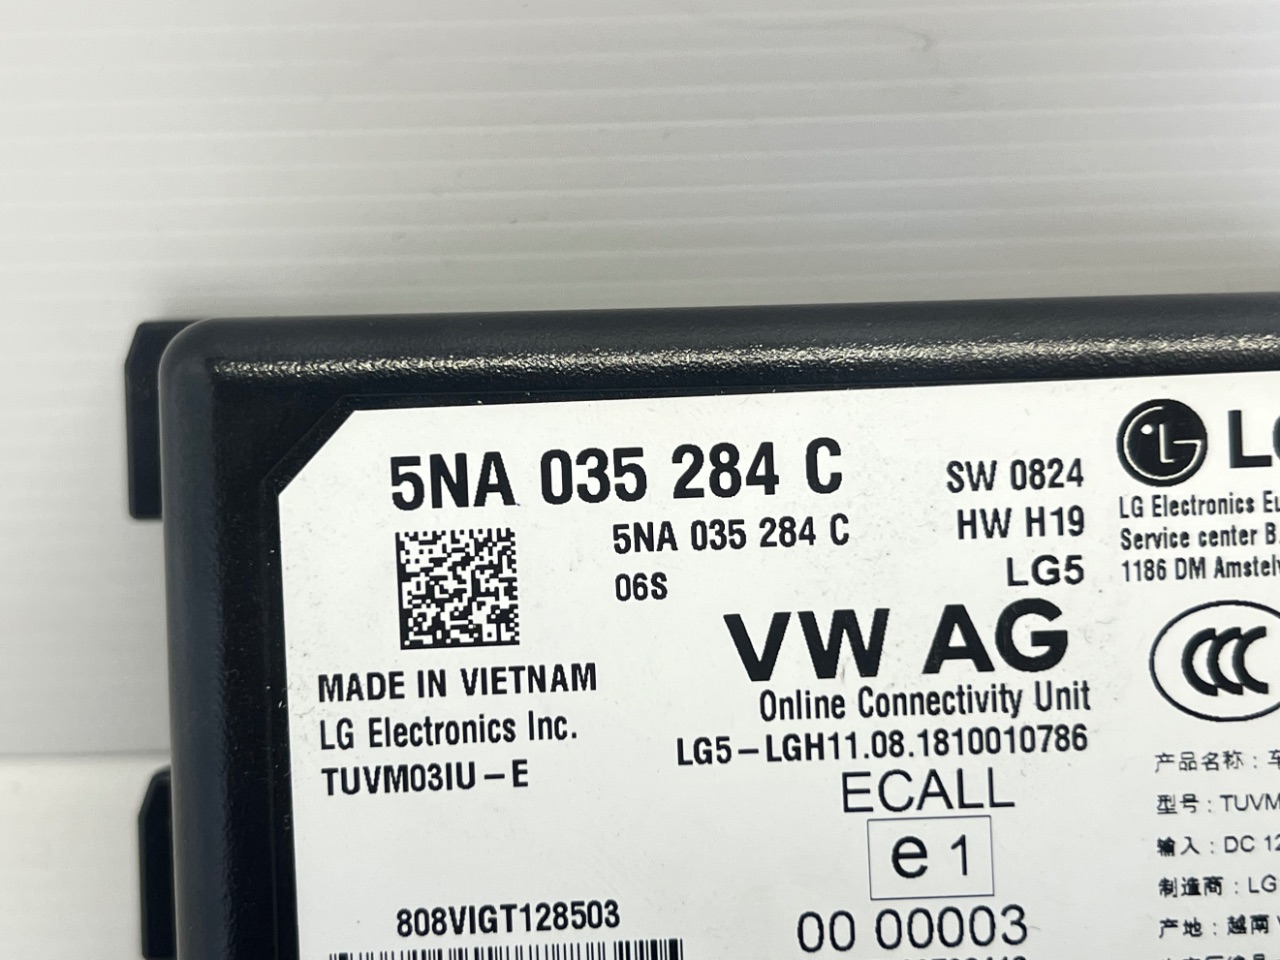 5NA 035 284 C
5NA 035 284 C
06S
SW 0824
HW H19
LG5
VW AG
Online Connectivity Unit
LG5-LGH11.08.1810010786
ECALL
e 1
00 00003
MADE IN VIETNAM
LG Electronics Inc.
TUVM03IU-E
808VIGT128503
LG
LG Electronics
Service center B.
1186 DM
CCC
产品名称:
型号: TUVM
输入: DC 12
制造商: LG
产地: 越南